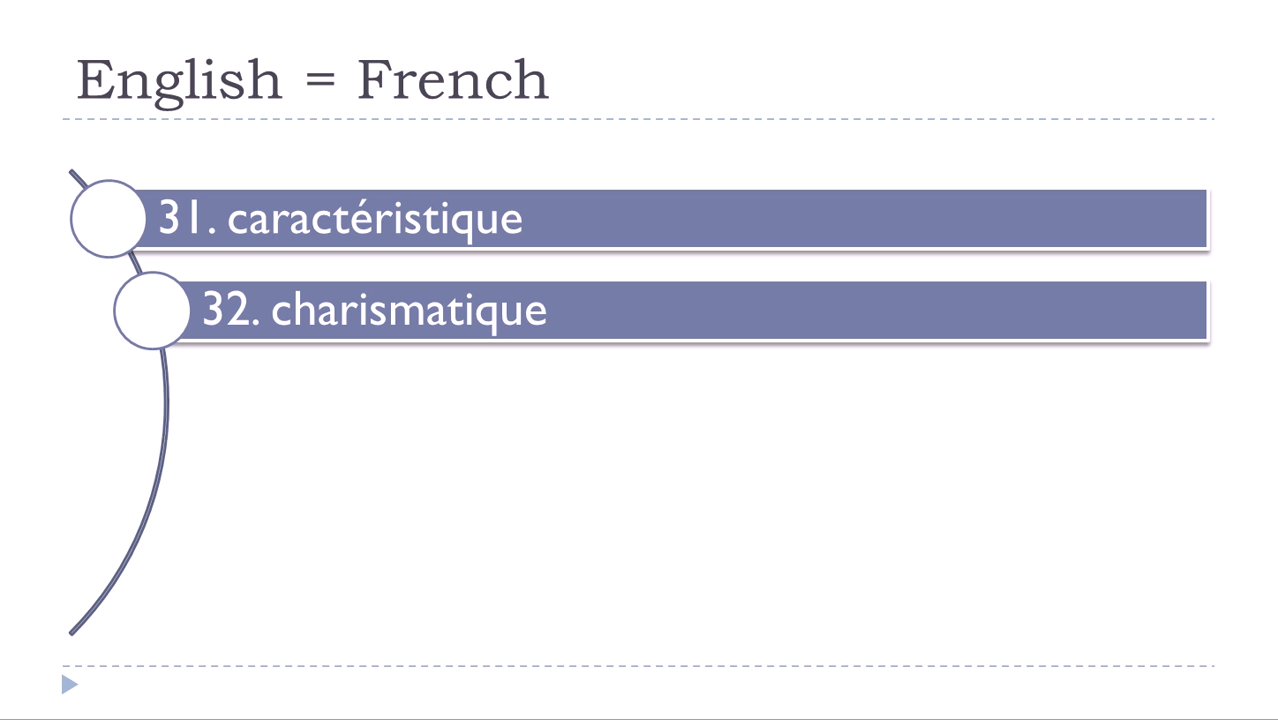 English = French
31. caractéristique
32. charismatique